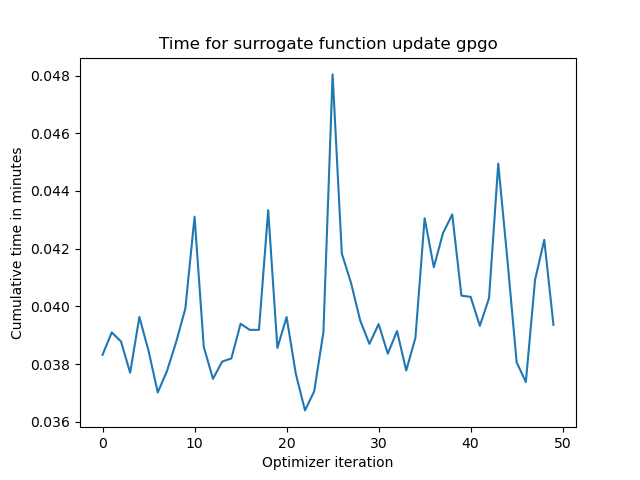 Time for surrogate function update gpgo
Cumulative time in minutes
0.048
0.046
0.044
0.042
0.040
0.038
0.036
0 10 20 30 40 50
Optimizer iteration